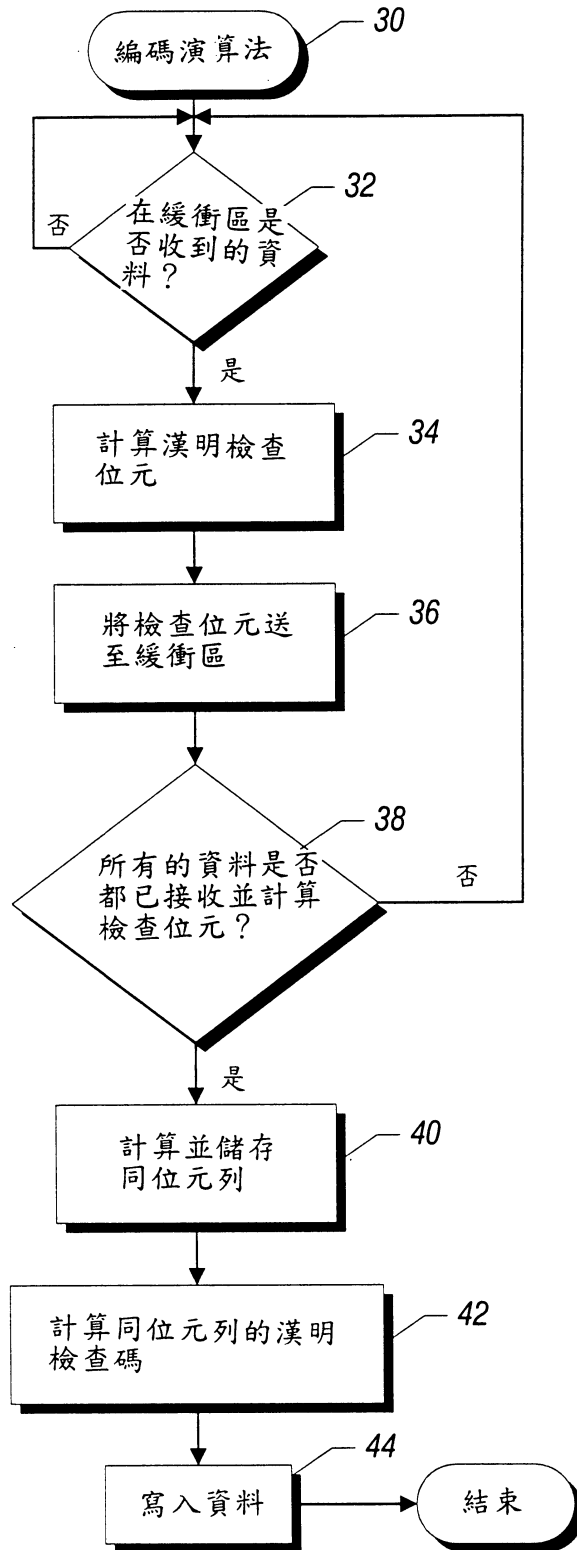 編碼演算法
30
在緩衝區是
否收到的資
料？
32
否
是
計算漢明檢查
位元
34
將檢查位元送
至緩衝區
36
所有的資料是否
都已接收並計算
檢查位元？
38
否
是
計算並儲存
同位元列
40
計算同位元列的漢明
檢查碼
42
寫入資料
44
結束